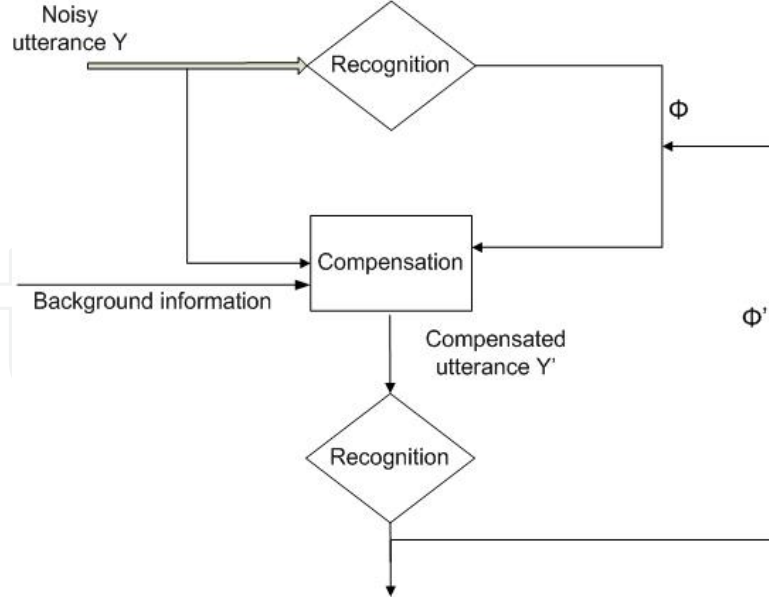 Noisy
utterance Y
Recognition
Φ
Compensation
Background information
Φ’
Compensated
utterance Y’
Recognition